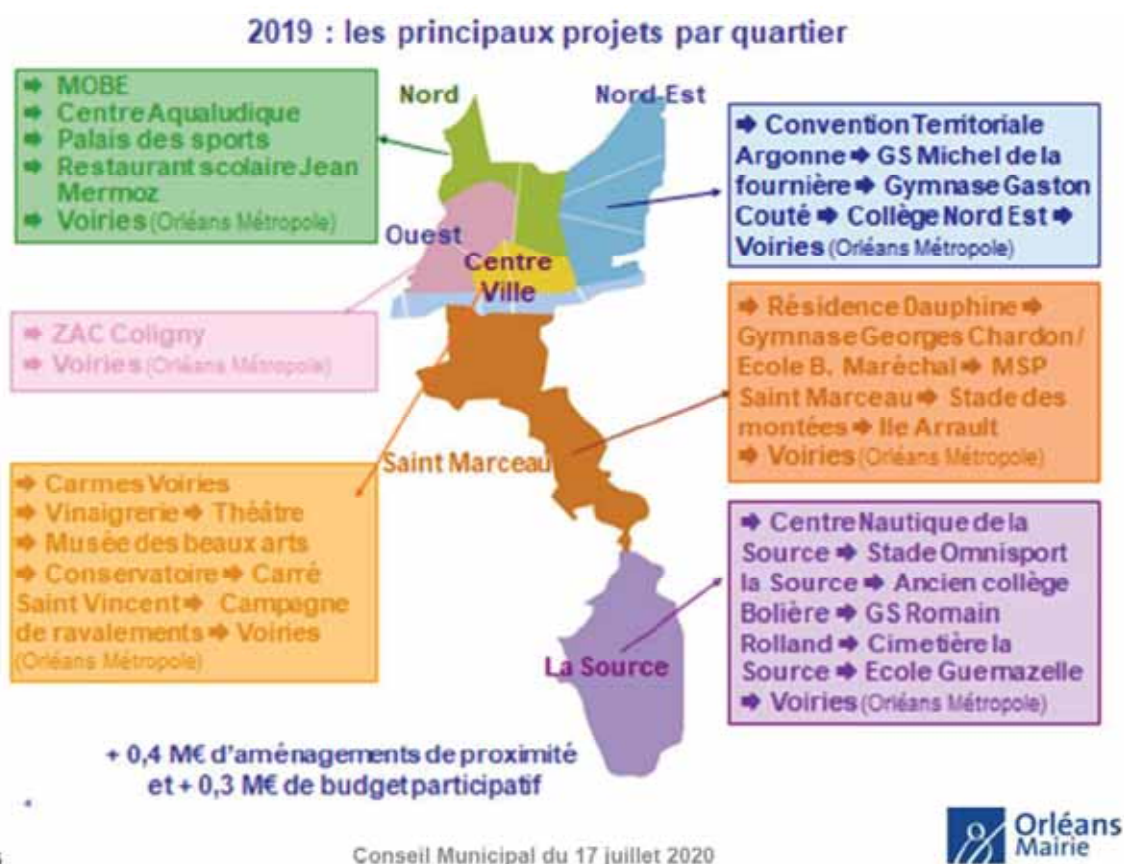 2019 : les principaux projets par quartier
➡ MOBE
➡ Centre Aqualudique
➡ Palais des sports
➡ Restaurant scolaire Jean
Mermoz
➡ Voiries (Orléans Métropole)
Nord
Nord Est
➡ Convention Territoriale
Argonne ➡ GS Michel de la
fournière ➡ Gymnase Gaston
Couté ➡ Collège Nord Est ➡
Voiries (Orléans Métropole)
Ouest
Centre
Ville
➡ ZAC Coligny
➡ Voiries (Orléans Métropole)
➡ Résidence Dauphine ➡
Gymnase Georges Chardon /
Ecole B. Maréchal ➡ MSP
Saint Marceau ➡ Stade des
montées ➡ Ile Arrault
➡ Voiries (Orléans Métropole)
Saint Marceau
➡ Carmes Voiries
➡ Vinaigrerie ➡ Théâtre
➡ Musée des beaux arts
➡ Conservatoire ➡ Carré
Saint Vincent ➡ Campagne
de ravalements ➡ Voiries
(Orléans Métropole)
➡ Centre Nautique de la
Source ➡ Stade Omnisport
la Source ➡ Ancien collège
Bolière ➡ GS Romain
Rolland ➡ Cimetière la
Source ➡ Ecole Guernazelle
➡ Voiries (Orléans Métropole)
La Source
+ 0,4 M€ d'aménagements de proximité
et + 0,3 M€ de budget participatif
Conseil Municipal du 17 juillet 2020
Orléans
Mairie